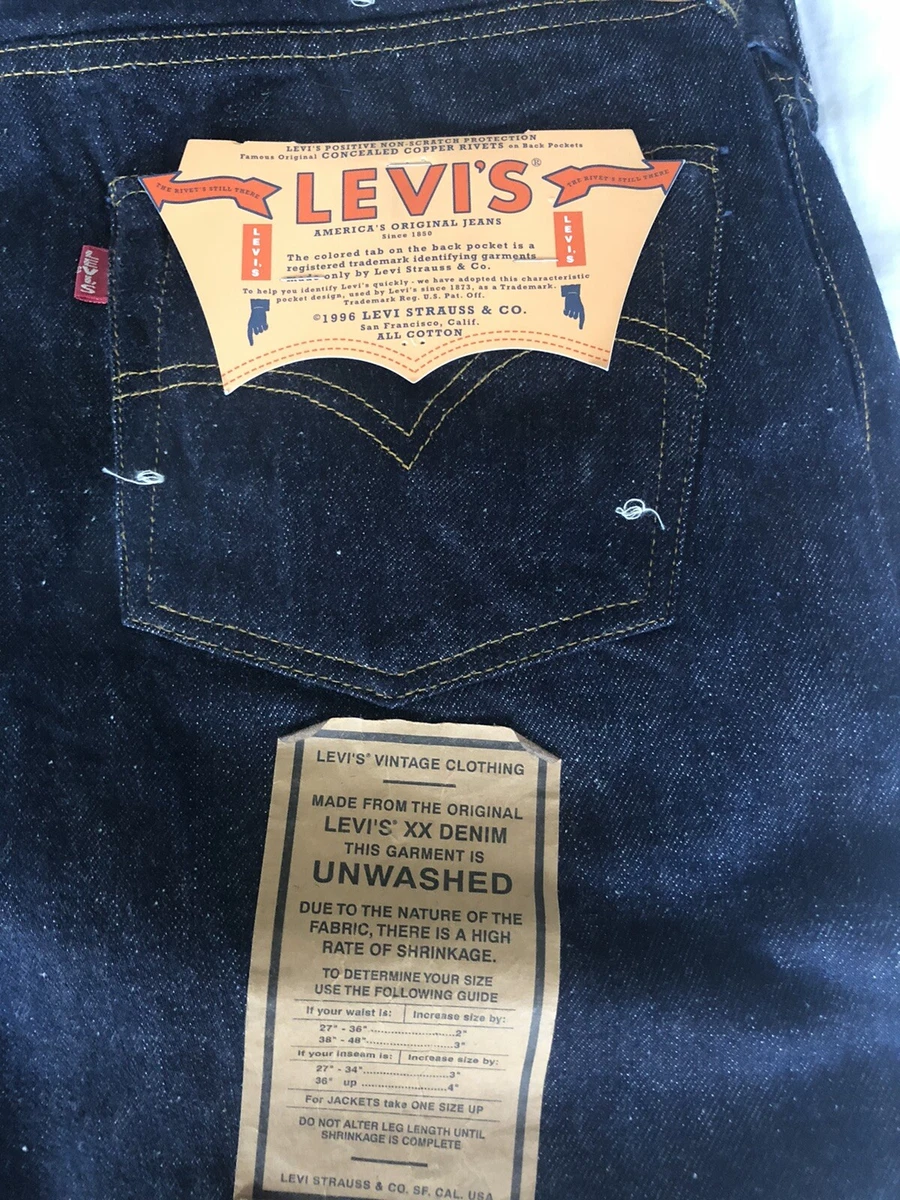 LEVI'S POSITIVE NON-SCRATCH PROTECTION
Famous Original CONCEALED COPPER RIVETS on Back Pockets
THE RIVET'S STILL THERE
LEVI'S®
THE RIVET'S STILL THERE
AMERICA'S ORIGINAL JEANS
Since 1850
LEVI'S
LEVI'S
The colored tab on the back pocket is a
registered trademark identifying garments
made only by Levi Strauss & Co.
To help you identify Levi's quickly - we have adopted this characteristic
pocket design, used by Levi's since 1873, as a Trademark.
Trademark Reg. U.S. Pat. Off.
©1996 LEVI STRAUSS & CO.
San Francisco, Calif.
ALL COTTON
LEVI'S
LEVI'S® VINTAGE CLOTHING
MADE FROM THE ORIGINAL
LEVI'S® XX DENIM
THIS GARMENT IS
UNWASHED
DUE TO THE NATURE OF THE
FABRIC, THERE IS A HIGH
RATE OF SHRINKAGE.
TO DETERMINE YOUR SIZE
USE THE FOLLOWING GUIDE
If your waist is: Increase size by:
27" - 36"..........................2"
38" - 48"..........................3"
If your inseam is: Increase size by:
27" - 34"..........................3"
36" up ..........................4"
For JACKETS take ONE SIZE UP
DO NOT ALTER LEG LENGTH UNTIL
SHRINKAGE IS COMPLETE
LEVI STRAUSS & CO. SF, CAL. USA